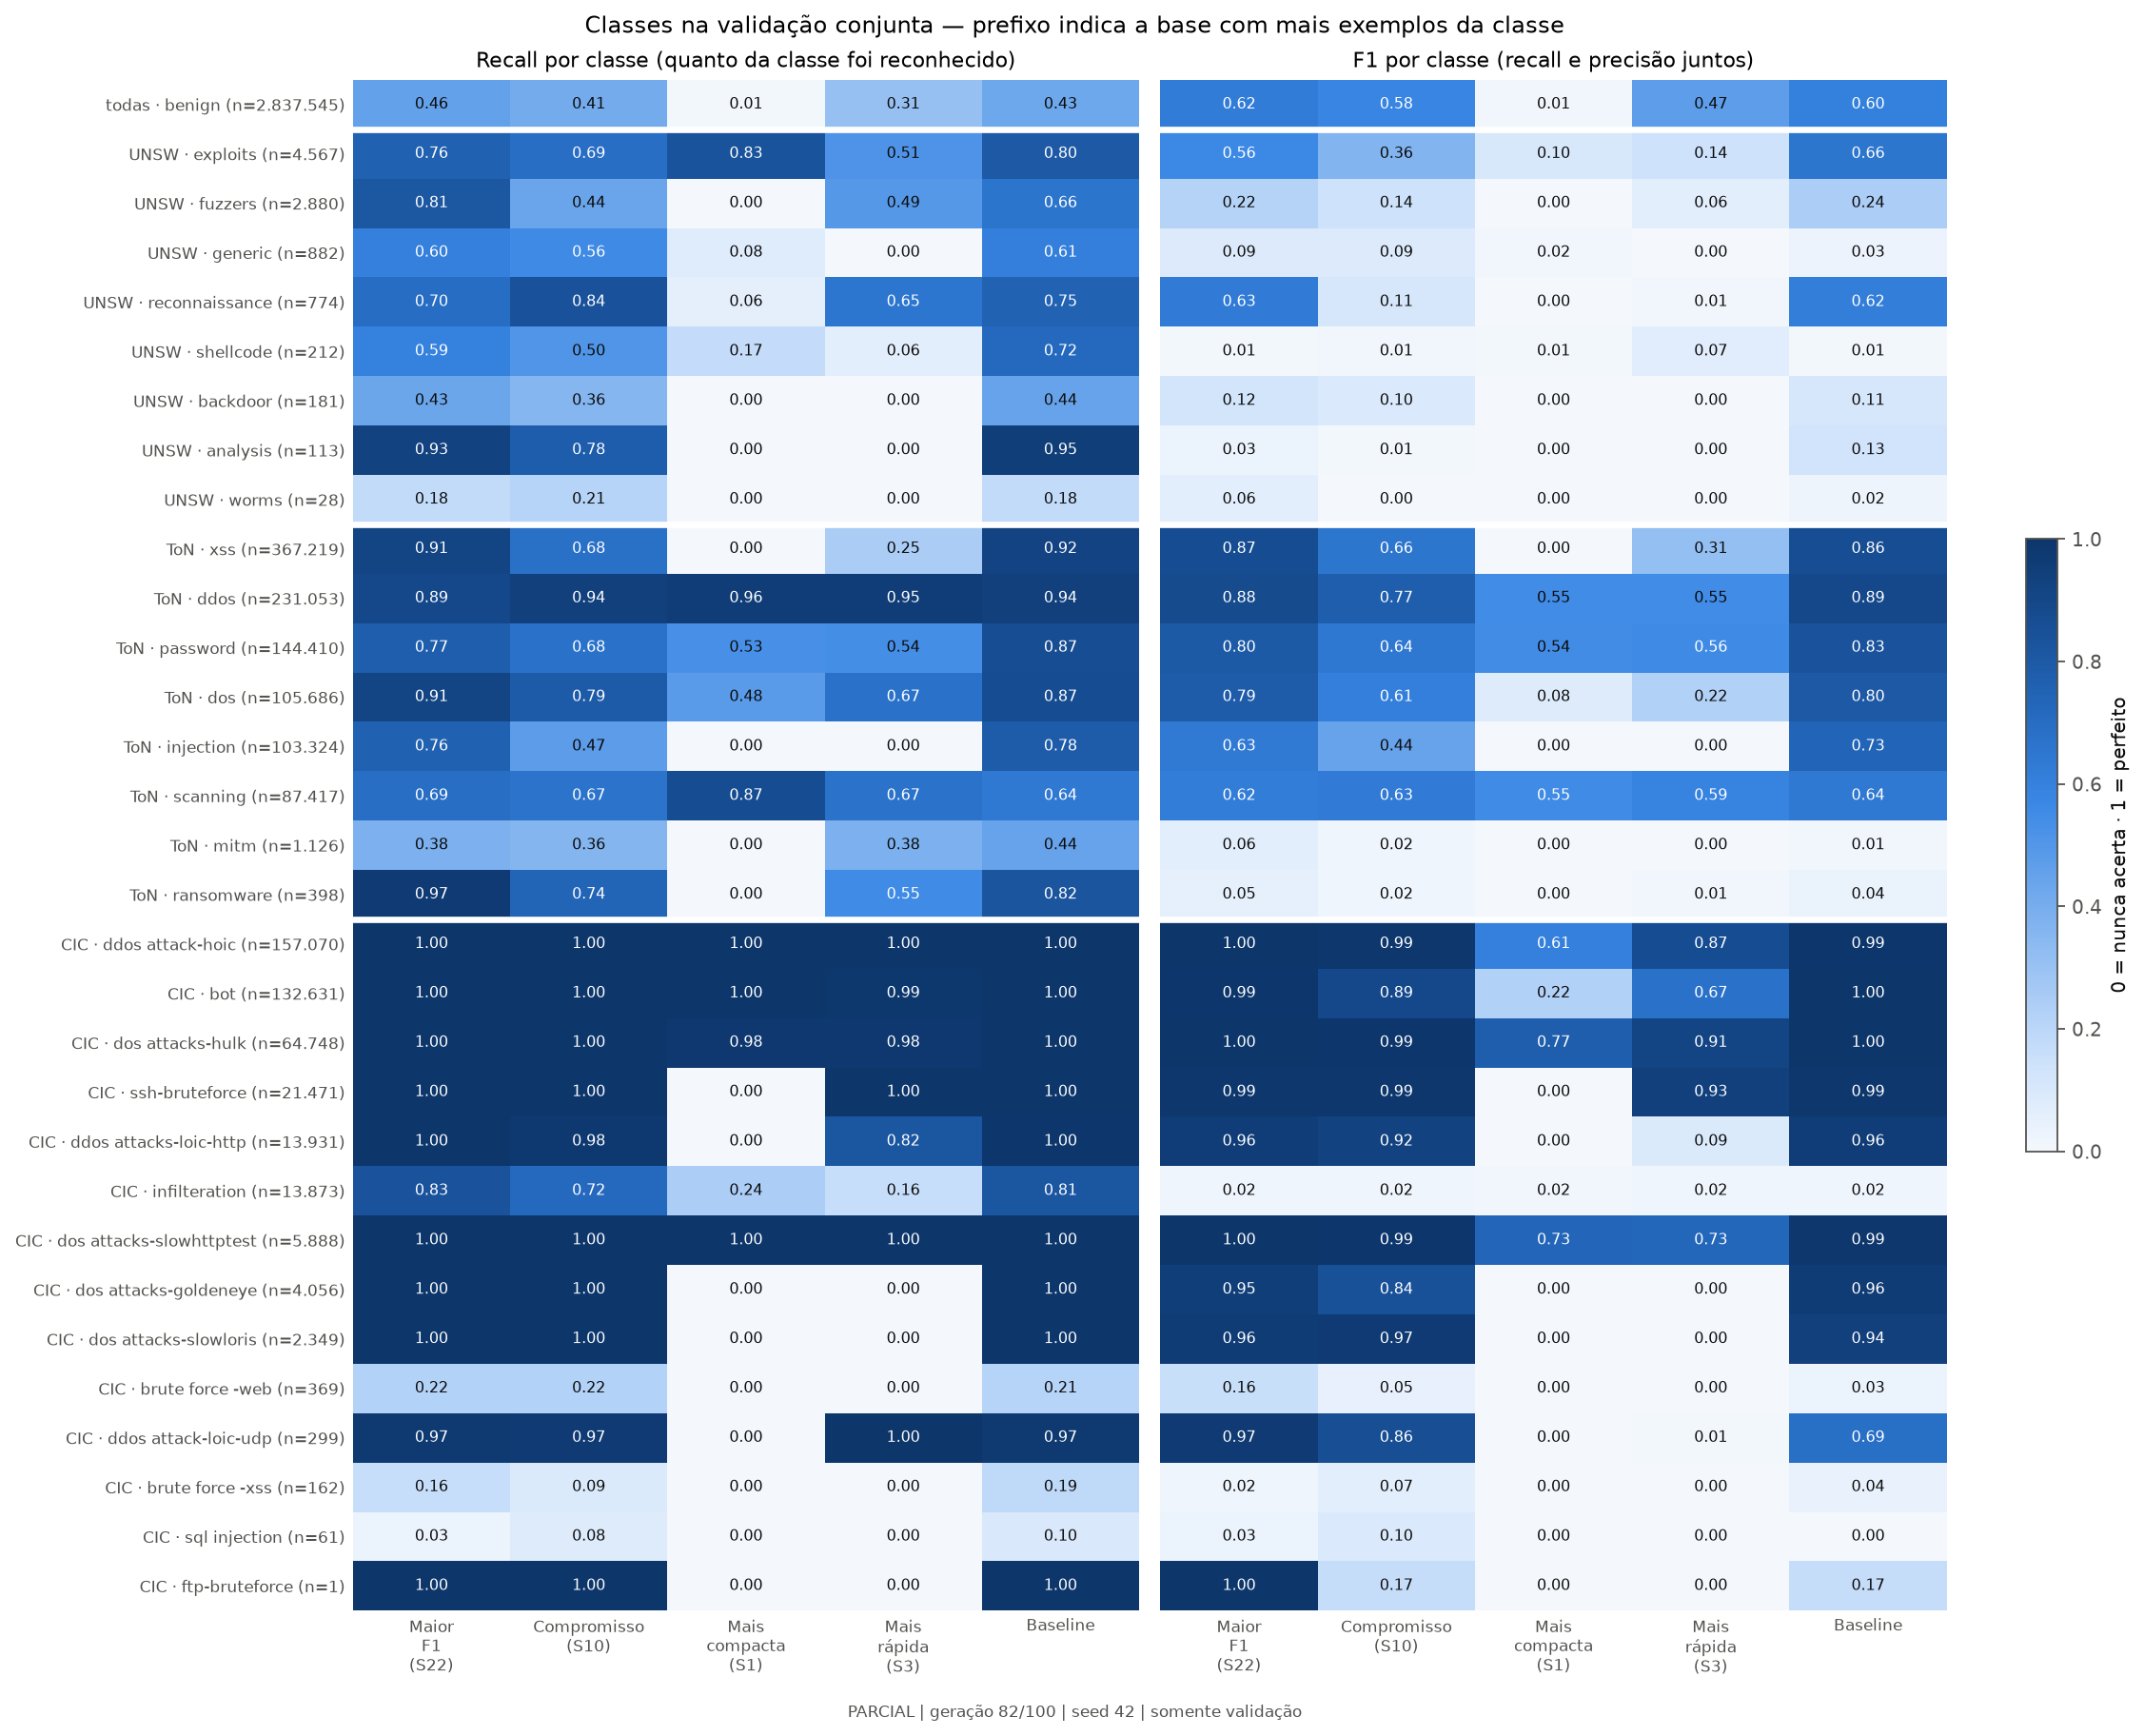 Classes na validação conjunta — prefixo indica a base com mais exemplos da classe
Recall por classe (quanto da classe foi reconhecido)
F1 por classe (recall e precisão juntos)
todas · benign (n=2.837.545) 0.46 0.41 0.01 0.31 0.43 0.62 0.58 0.01 0.47 0.60
UNSW · exploits (n=4.567) 0.76 0.69 0.83 0.51 0.80 0.56 0.36 0.10 0.14 0.66
UNSW · fuzzers (n=2.880) 0.81 0.44 0.00 0.49 0.66 0.22 0.14 0.00 0.06 0.24
UNSW · generic (n=882) 0.60 0.56 0.08 0.00 0.61 0.09 0.09 0.02 0.00 0.03
UNSW · reconnaissance (n=774) 0.70 0.84 0.06 0.65 0.75 0.63 0.11 0.00 0.01 0.62
UNSW · shellcode (n=212) 0.59 0.50 0.17 0.06 0.72 0.01 0.01 0.01 0.07 0.01
UNSW · backdoor (n=181) 0.43 0.36 0.00 0.00 0.44 0.12 0.10 0.00 0.00 0.11
UNSW · analysis (n=113) 0.93 0.78 0.00 0.00 0.95 0.03 0.01 0.00 0.00 0.13
UNSW · worms (n=28) 0.18 0.21 0.00 0.00 0.18 0.06 0.00 0.00 0.00 0.02
ToN · xss (n=367.219) 0.91 0.68 0.00 0.25 0.92 0.87 0.66 0.00 0.31 0.86
ToN · ddos (n=231.053) 0.89 0.94 0.96 0.95 0.94 0.88 0.77 0.55 0.55 0.89
ToN · password (n=144.410) 0.77 0.68 0.53 0.54 0.87 0.80 0.64 0.54 0.56 0.83
ToN · dos (n=105.686) 0.91 0.79 0.48 0.67 0.87 0.79 0.61 0.08 0.22 0.80
ToN · injection (n=103.324) 0.76 0.47 0.00 0.00 0.78 0.63 0.44 0.00 0.00 0.73
ToN · scanning (n=87.417) 0.69 0.67 0.87 0.67 0.64 0.62 0.63 0.55 0.59 0.64
ToN · mitm (n=1.126) 0.38 0.36 0.00 0.38 0.44 0.06 0.02 0.00 0.00 0.01
ToN · ransomware (n=398) 0.97 0.74 0.00 0.55 0.82 0.05 0.02 0.00 0.01 0.04
CIC · ddos attack-hoic (n=157.070) 1.00 1.00 1.00 1.00 1.00 1.00 0.99 0.61 0.87 0.99
CIC · bot (n=132.631) 1.00 1.00 1.00 0.99 1.00 0.99 0.89 0.22 0.67 1.00
CIC · dos attacks-hulk (n=64.748) 1.00 1.00 0.98 0.98 1.00 1.00 0.99 0.77 0.91 1.00
CIC · ssh-bruteforce (n=21.471) 1.00 1.00 0.00 1.00 1.00 0.99 0.99 0.00 0.93 0.99
CIC · ddos attacks-loic-http (n=13.931) 1.00 0.98 0.00 0.82 1.00 0.96 0.92 0.00 0.09 0.96
CIC · infilteration (n=13.873) 0.83 0.72 0.24 0.16 0.81 0.02 0.02 0.02 0.02 0.02
CIC · dos attacks-slowhttptest (n=5.888) 1.00 1.00 1.00 1.00 1.00 1.00 0.99 0.73 0.73 0.99
CIC · dos attacks-goldeneye (n=4.056) 1.00 1.00 0.00 0.00 1.00 0.95 0.84 0.00 0.00 0.96
CIC · dos attacks-slowloris (n=2.349) 1.00 1.00 0.00 0.00 1.00 0.96 0.97 0.00 0.00 0.94
CIC · brute force -web (n=369) 0.22 0.22 0.00 0.00 0.21 0.16 0.05 0.00 0.00 0.03
CIC · ddos attack-loic-udp (n=299) 0.97 0.97 0.00 1.00 0.97 0.97 0.86 0.00 0.01 0.69
CIC · brute force -xss (n=162) 0.16 0.09 0.00 0.00 0.19 0.02 0.07 0.00 0.00 0.04
CIC · sql injection (n=61) 0.03 0.08 0.00 0.00 0.10 0.03 0.10 0.00 0.00 0.00
CIC · ftp-bruteforce (n=1) 1.00 1.00 0.00 0.00 1.00 1.00 0.17 0.00 0.00 0.17
Maior Compromisso Mais Mais Baseline Maior Compromisso Mais Mais Baseline
F1 (S10) compacta rápida F1 (S10) compacta rápida
(S22) (S1) (S3) (S22) (S1) (S3)
1.0
0.8
0.6
0.4
0.2
0.0
0 = nunca acerta · 1 = perfeito
PARCIAL | geração 82/100 | seed 42 | somente validação